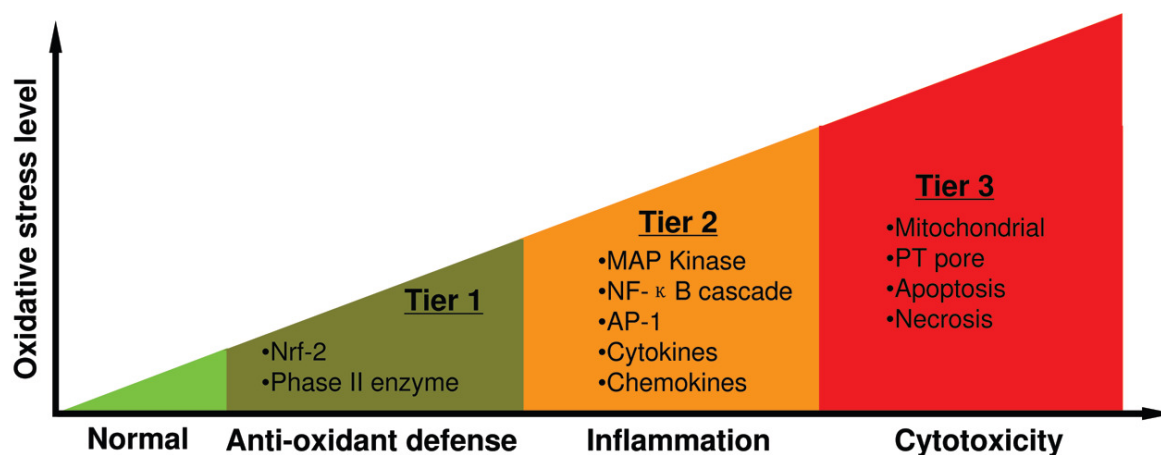 Oxidative stress level
Tier 1
•Nrf-2
•Phase II enzyme
Tier 2
•MAP Kinase
•NF- κ B cascade
•AP-1
•Cytokines
•Chemokines
Tier 3
•Mitochondrial
•PT pore
•Apoptosis
•Necrosis
Normal
Anti-oxidant defense
Inflammation
Cytotoxicity